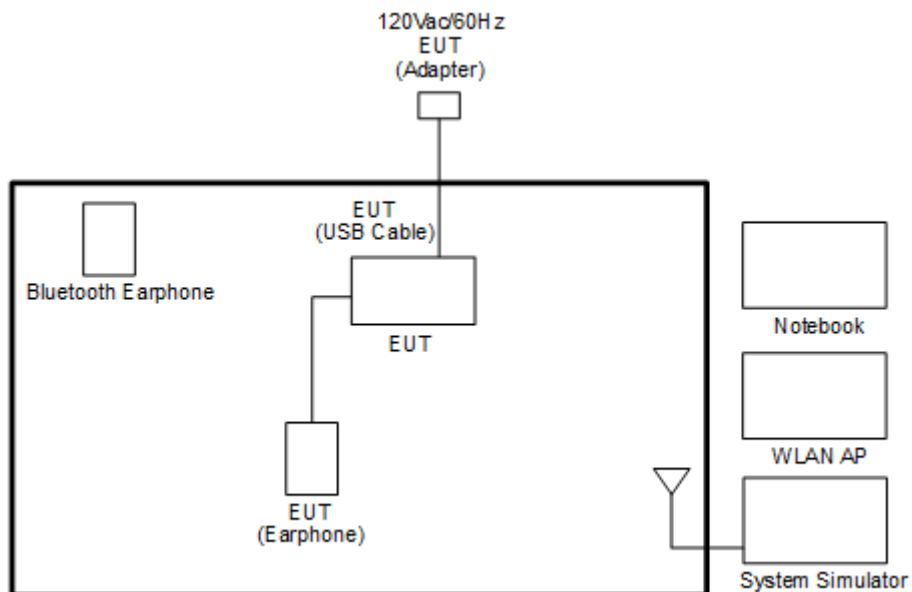 120Vac/60Hz
EUT
(Adapter)
EUT
(USB Cable)
Bluetooth Earphone
EUT
Notebook
WLAN AP
EUT
(Earphone)
System Simulator